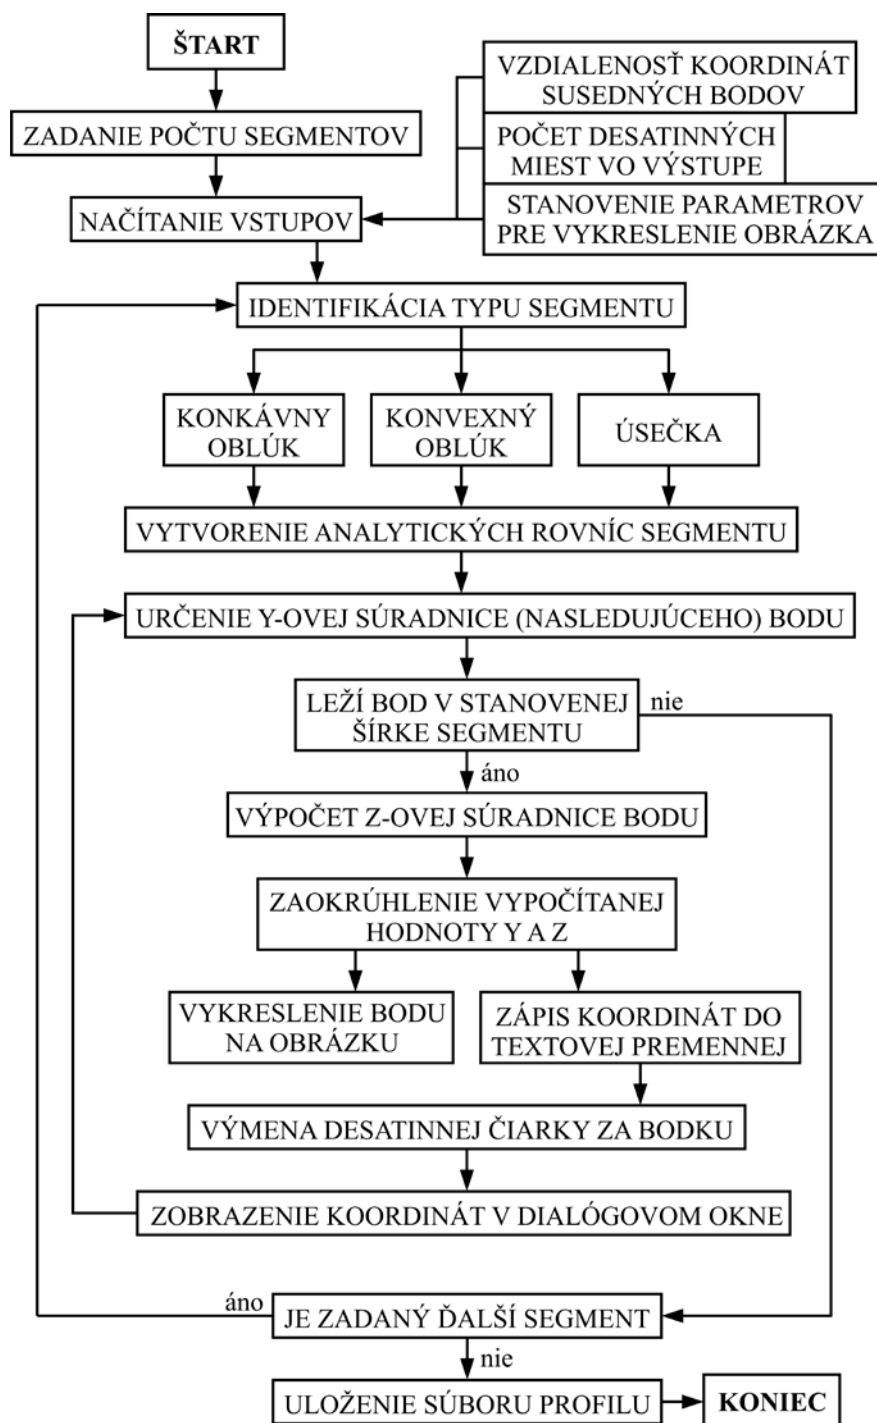 ŠTART
VZDIALENOSŤ KOORDINÁT
SUSEDNÝCH BODOV
ZADANIE POČTU SEGMENTOV
POČET DESATINNÝCH
MIEST VO VÝSTUPE
NAČÍTANIE VSTUPOV
STANOVENIE PARAMETROV
PRE VYKRESLENIE OBRÁZKA
IDENTIFIKÁCIA TYPU SEGMENTU
KONKÁVNY
OBLÚK
KONVEXNÝ
OBLÚK
ÚSEČKA
VYTVORENIE ANALYTICKÝCH ROVNÍC SEGMENTU
URČENIE Y-OVEJ SÚRADNICE (NASLEDUJÚCEHO) BODU
LEŽÍ BOD V STANOVENEJ
ŠÍRKE SEGMENTU
nie
áno
VÝPOČET Z-OVEJ SÚRADNICE BODU
ZAOKRÚHLENIE VYPOČÍTANEJ
HODNOTY Y A Z
VYKRESLENIE BODU
NA OBRÁZKU
ZÁPIS KOORDINÁT DO
TEXTOVEJ PREMENNEJ
VÝMENA DESATINNEJ ČIARKY ZA BODKU
ZOBRAZENIE KOORDINÁT V DIALÓGOVOM OKNE
áno
JE ZADANÝ ĎALŠÍ SEGMENT
nie
ULOŽENIE SÚBORU PROFILU
KONIEC